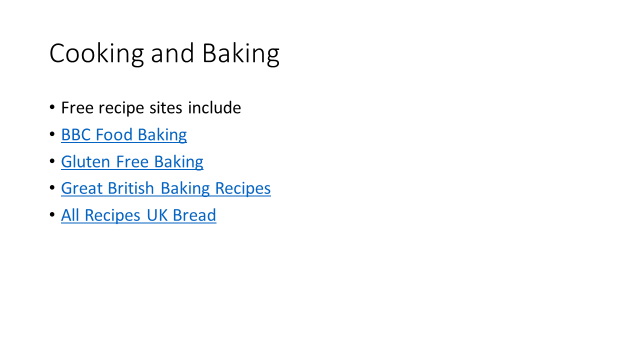 Cooking and Baking
• Free recipe sites include
• BBC Food Baking
• Gluten Free Baking
• Great British Baking Recipes
• All Recipes UK Bread